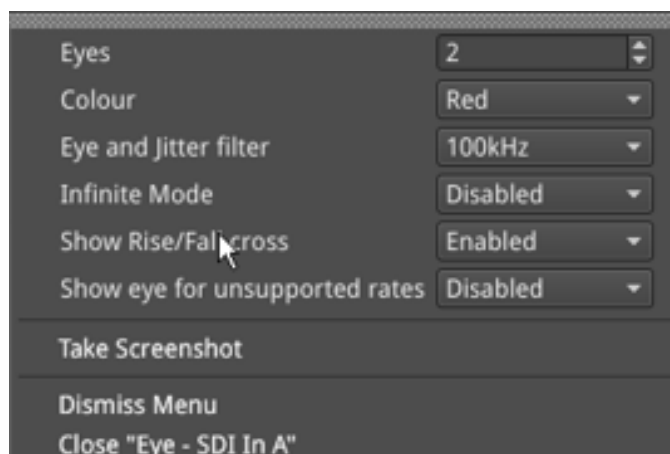 Eyes 2
Colour Red
Eye and Jitter filter 100kHz
Infinite Mode Disabled
Show Rise/Fall cross Enabled
Show eye for unsupported rates Disabled
Take Screenshot
Dismiss Menu
Close "Eye - SDI In A"